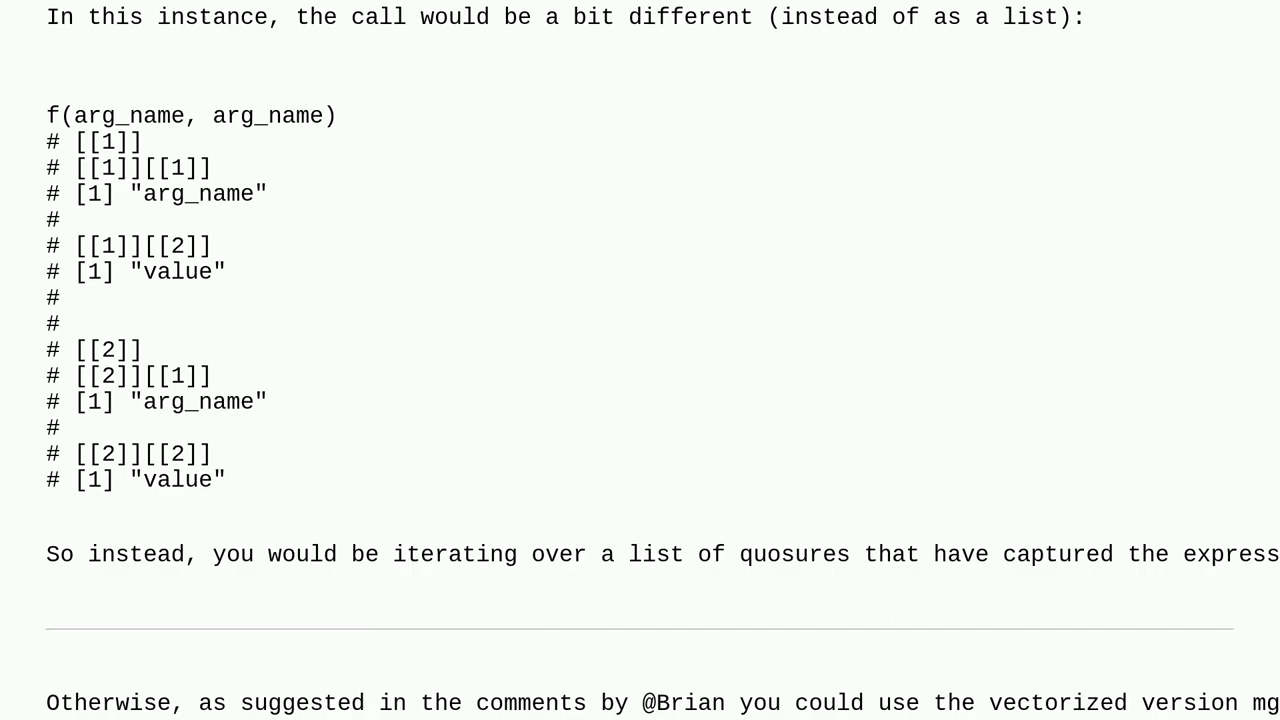 In this instance, the call would be a bit different (instead of as a list):
f(arg_name, arg_name)
# [[1]]
# [[1]][[1]]
# [1] "arg_name"
#
# [[1]][[2]]
# [1] "value"
#
#
# [[2]]
# [[2]][[1]]
# [1] "arg_name"
#
# [[2]][[2]]
# [1] "value"
So instead, you would be iterating over a list of quosures that have captured the express
Otherwise, as suggested in the comments by @Brian you could use the vectorized version mg